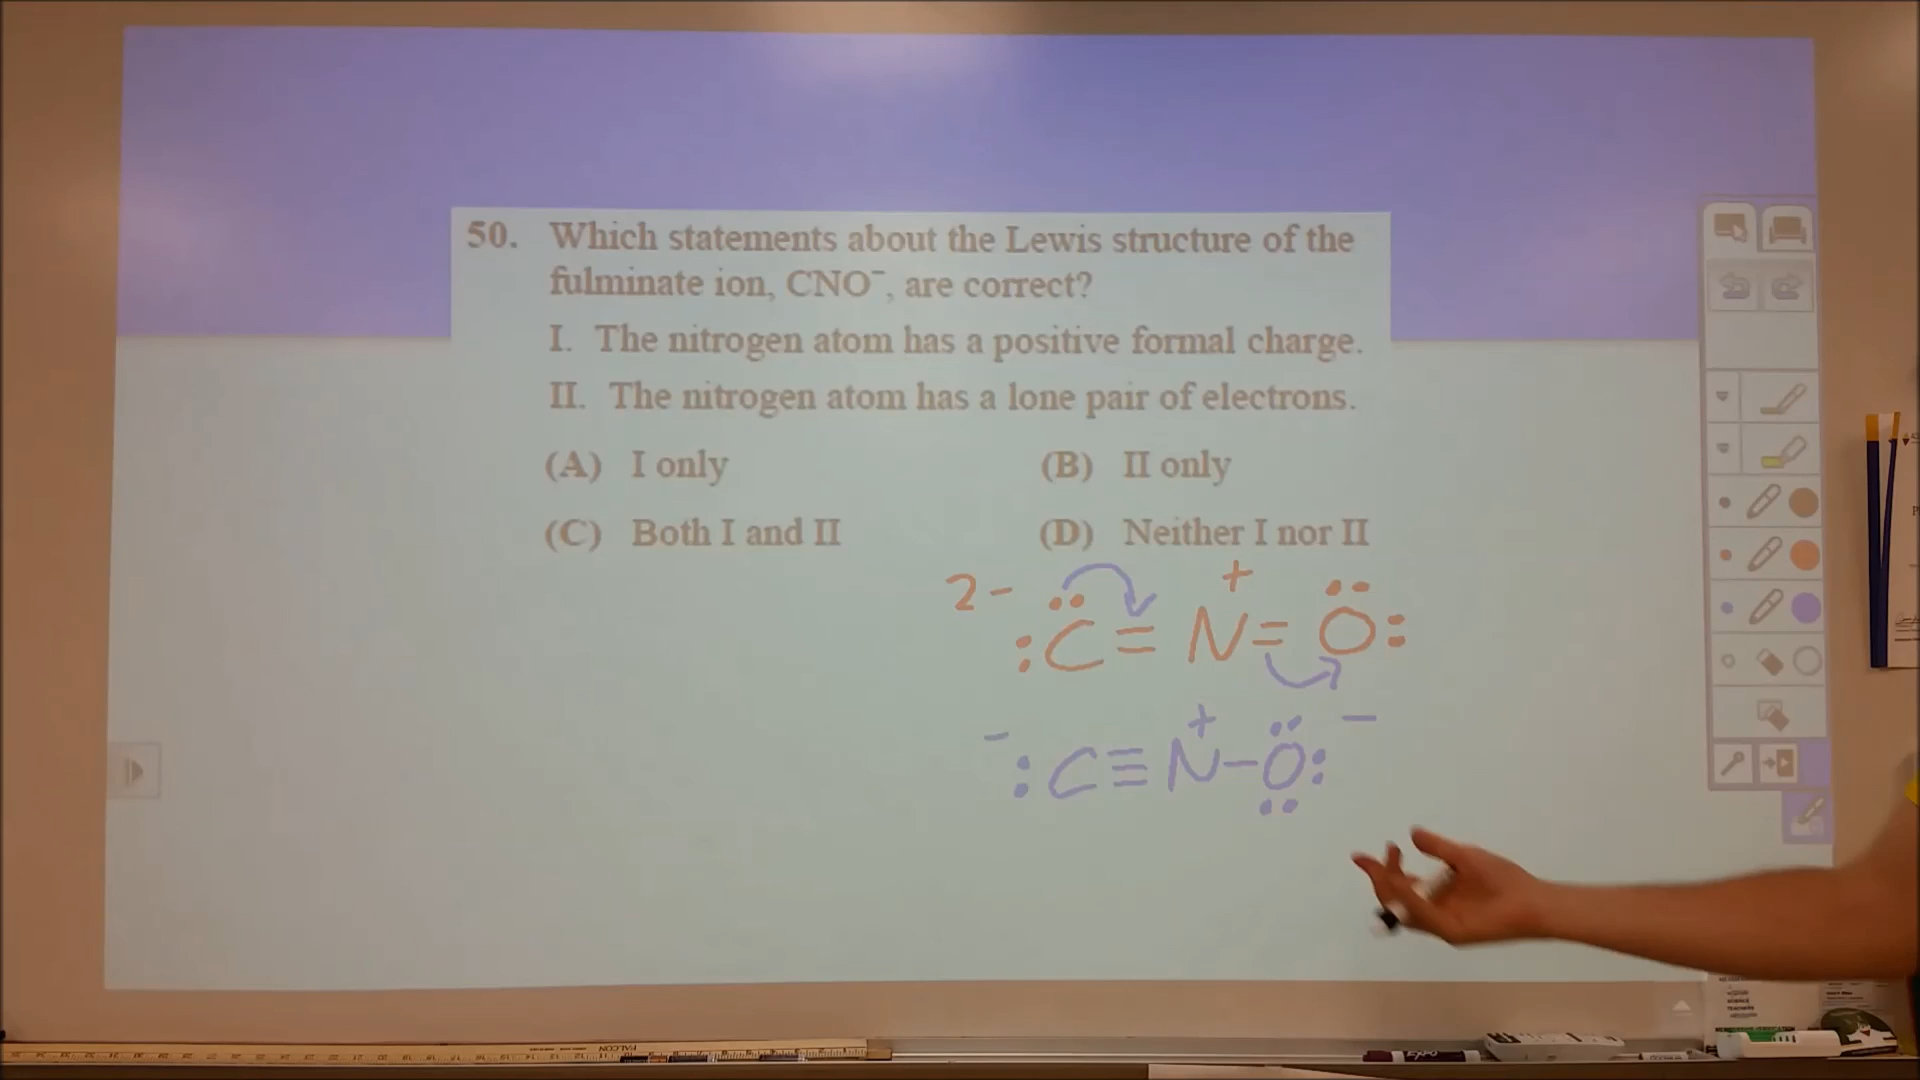 50. Which statements about the Lewis structure of the
fulminate ion, CNO⁻, are correct?
I. The nitrogen atom has a positive formal charge.
II. The nitrogen atom has a lone pair of electrons.
(A) I only (B) II only
(C) Both I and II (D) Neither I nor II
2- +
:C̈ = N = Ö:
- + -
:C ≡ N - Ö:
FALCON
EXPO